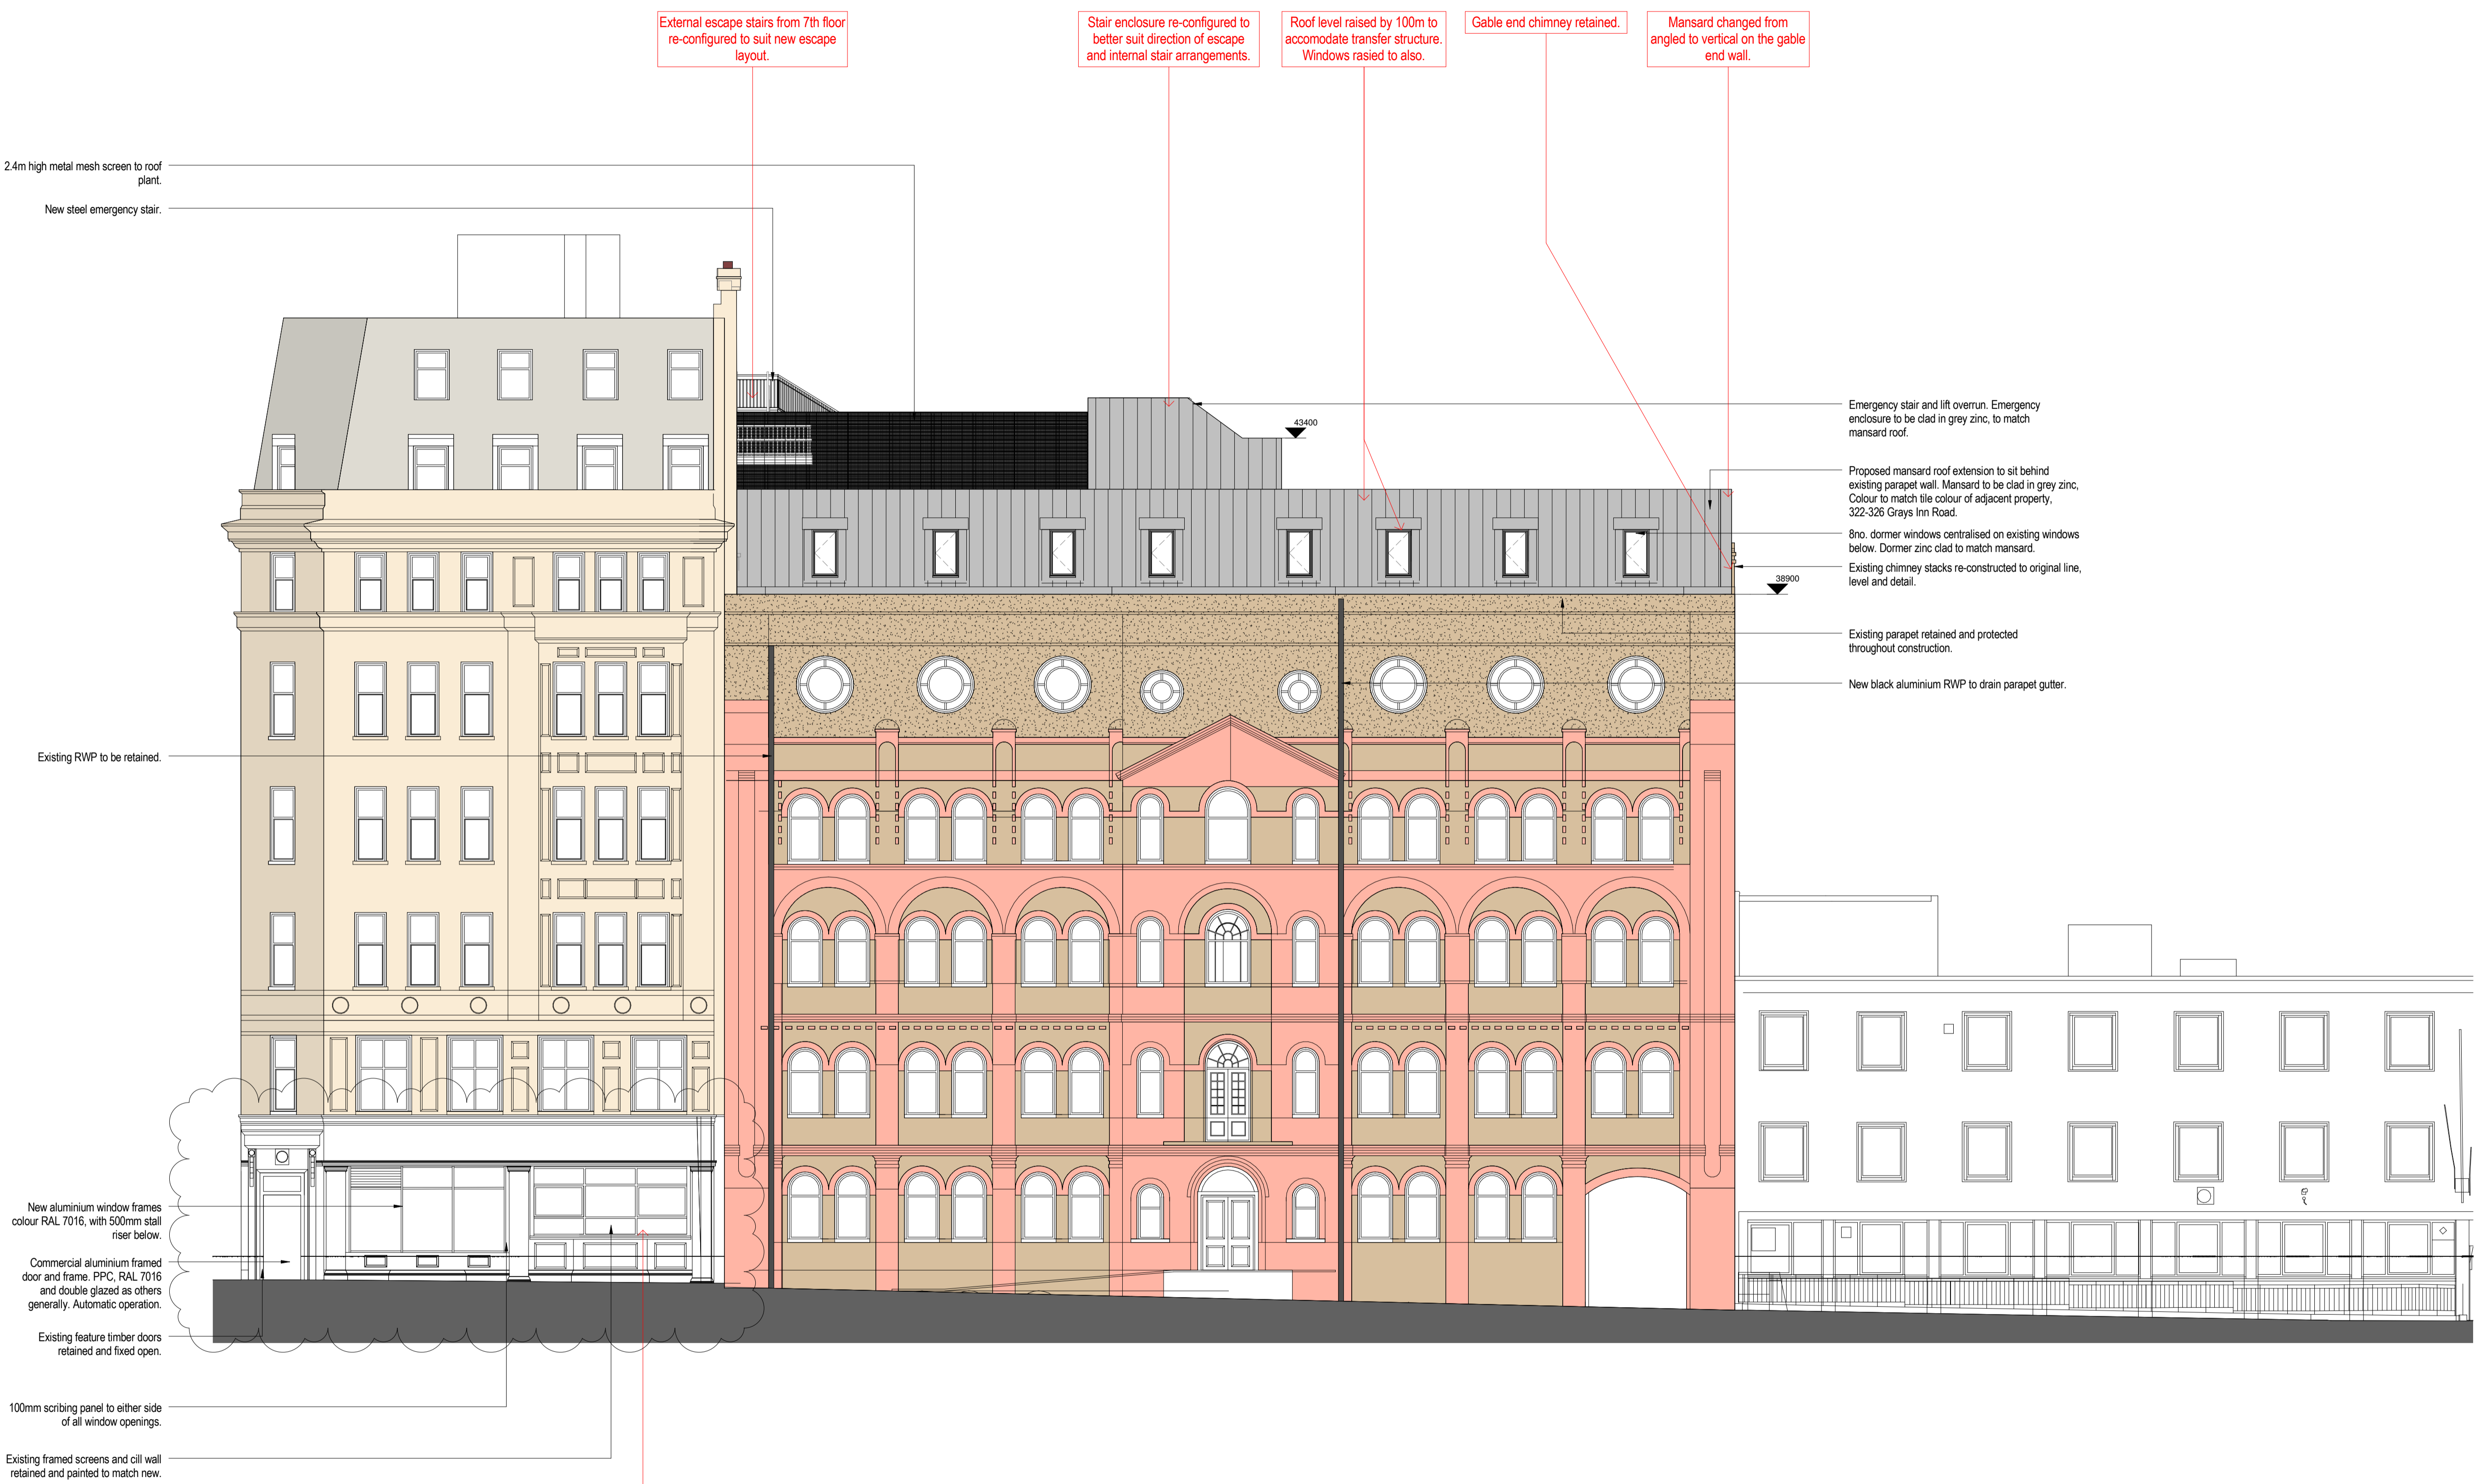 External escape stairs from 7th floor
re-configured to suit new escape
layout.
Stair enclosure re-configured to
better suit direction of escape
and internal stair arrangements.
Roof level raised by 100m to
accomodate transfer structure.
Windows rasied to also.
Gable end chimney retained.
Mansard changed from
angled to vertical on the gable
end wall.
2.4m high metal mesh screen to roof
plant.
New steel emergency stair.
Existing RWP to be retained.
New aluminium window frames
colour RAL 7016, with 500mm stall
riser below.
Commercial aluminium framed
door and frame. PPC, RAL 7016
and double glazed as others
generally. Automatic operation.
Existing feature timber doors
retained and fixed open.
100mm scribing panel to either side
of all window openings.
Existing framed screens and cill wall
retained and painted to match new.
43400
38900
Emergency stair and lift overrun. Emergency
enclosure to be clad in grey zinc, to match
mansard roof.
Proposed mansard roof extension to sit behind
existing parapet wall. Mansard to be clad in grey zinc,
Colour to match tile colour of adjacent property,
322-326 Grays Inn Road.
8no. dormer windows centralised on existing windows
below. Dormer zinc clad to match mansard.
Existing chimney stacks re-constructed to original line,
level and detail.
Existing parapet retained and protected
throughout construction.
New black aluminium RWP to drain parapet gutter.